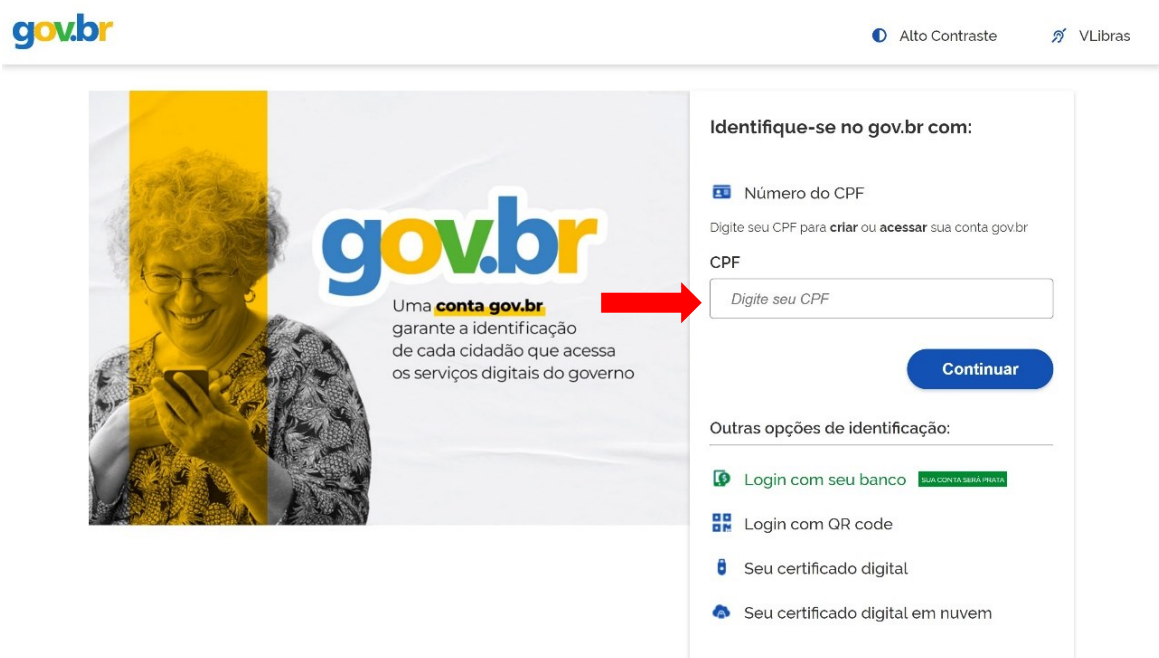 gov.br
Alto Contraste
VLibras
gov.br
Uma conta gov.br
garante a identificação
de cada cidadão que acessa
os serviços digitais do governo
Identifique-se no gov.br com:
Número do CPF
Digite seu CPF para criar ou acessar sua conta gov.br
CPF
Digite seu CPF
Continuar
Outras opções de identificação:
Login com seu banco SUA CONTA SERÁ PRATA
Login com QR code
Seu certificado digital
Seu certificado digital em nuvem